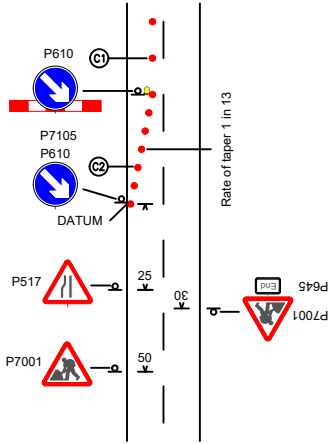 P610
C1
P7105
P610
C2
DATUM
Rate of taper 1 in 13
P517
25
30
End
P645
P7001
P7001
50